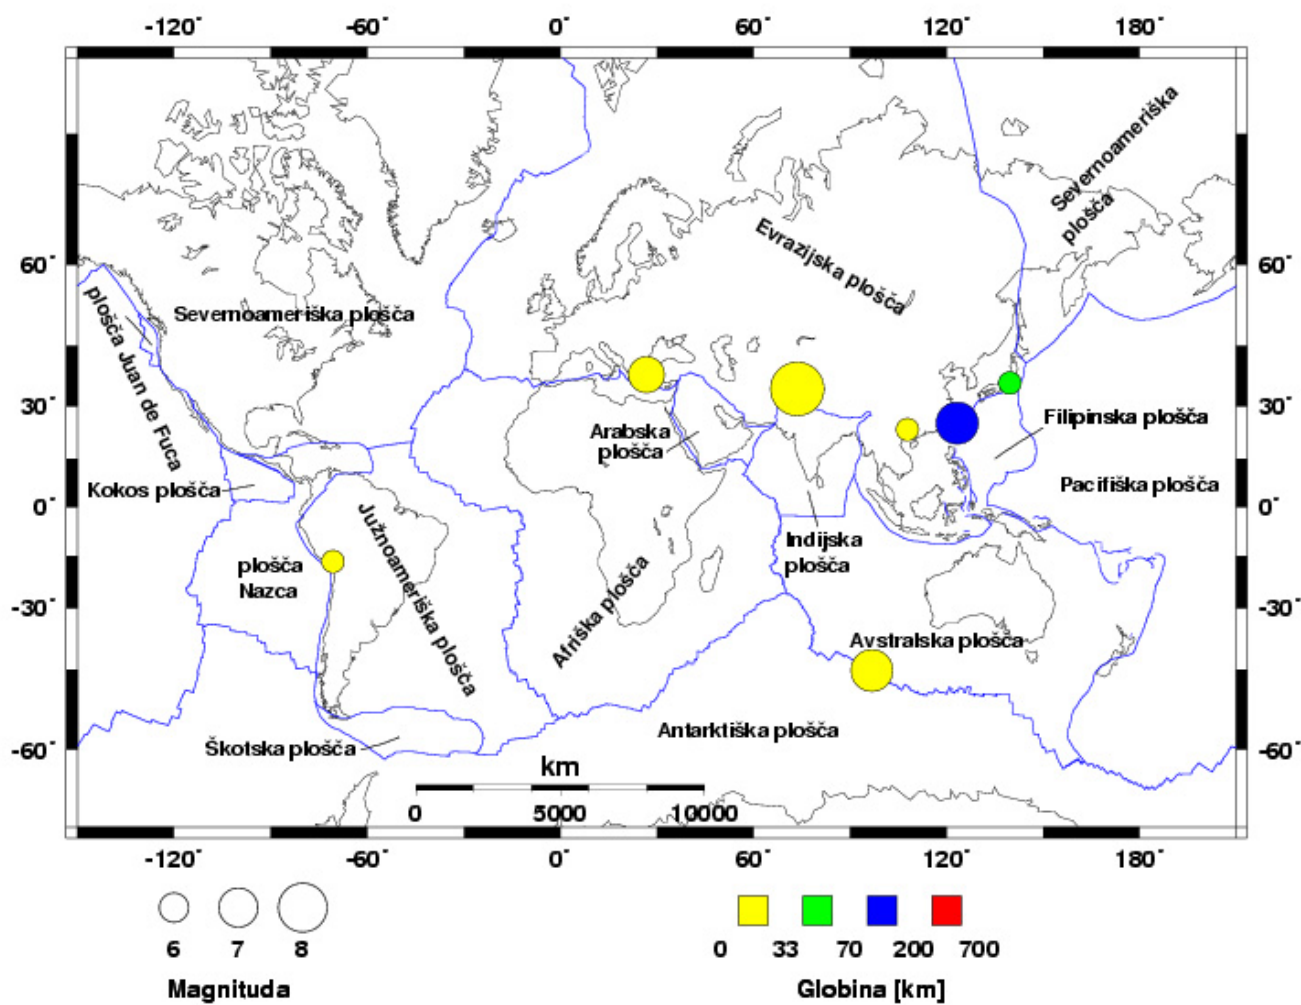 -120° -60° 0° 60° 120° 180°
Severnoameriška
plošča
Evrazijska plošča
60° 60°
plošča Juan de Fuca
Severnoameriška plošča
30° 30°
Arabska
plošča
Filipinska plošča
Kokos plošča
Pacifiška plošča
0° 0°
Južnoameriška plošča
Indijska
plošča
plošča
Nazca
Afriška plošča
-30° -30°
Avstralska plošča
Antarktiška plošča
Škotska plošča
-60° -60°
km
0 5000 10000
-120° -60° 0° 60° 120° 180°
6 7 8
0 33 70 200 700
Magnituda
Globina [km]